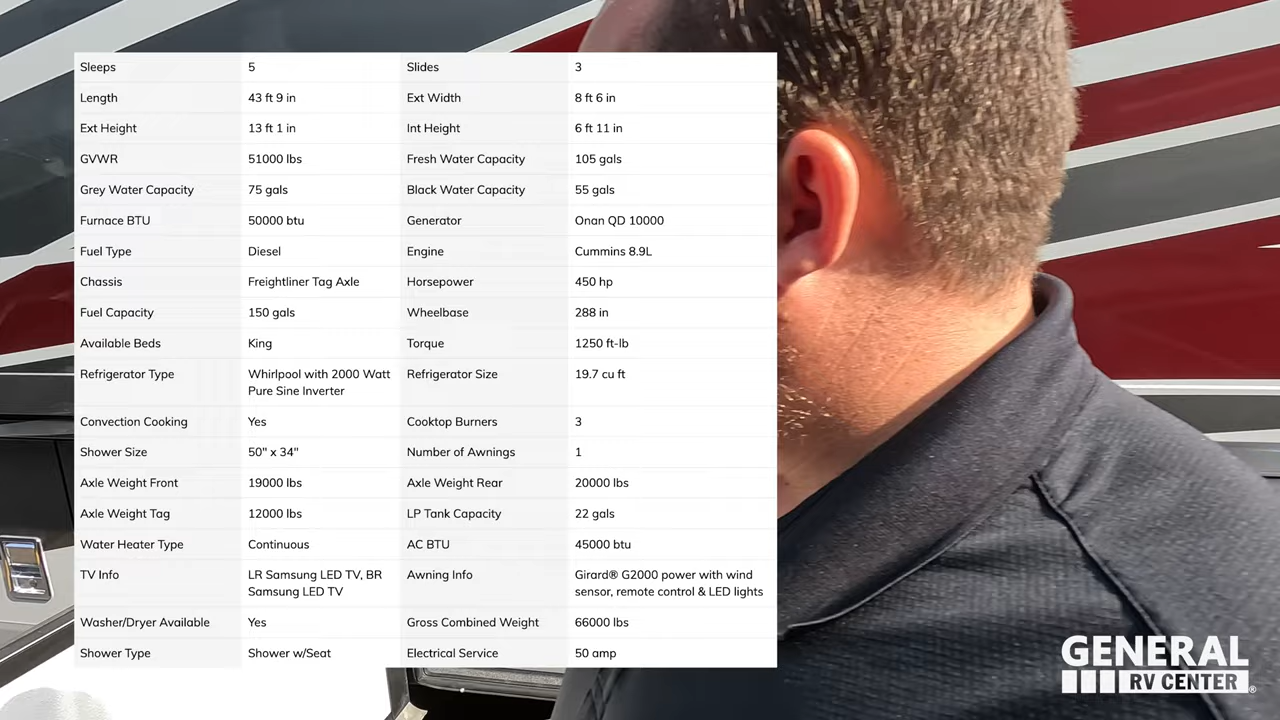 Sleeps 5 Slides 3
Length 43 ft 9 in Ext Width 8 ft 6 in
Ext Height 13 ft 1 in Int Height 6 ft 11 in
GVWR 51000 lbs Fresh Water Capacity 105 gals
Grey Water Capacity 75 gals Black Water Capacity 55 gals
Furnace BTU 50000 btu Generator Onan QD 10000
Fuel Type Diesel Engine Cummins 8.9L
Chassis Freightliner Tag Axle Horsepower 450 hp
Fuel Capacity 150 gals Wheelbase 288 in
Available Beds King Torque 1250 ft-lb
Refrigerator Type Whirlpool with 2000 Watt Refrigerator Size 19.7 cu ft
Pure Sine Inverter
Convection Cooking Yes Cooktop Burners 3
Shower Size 50" x 34" Number of Awnings 1
Axle Weight Front 19000 lbs Axle Weight Rear 20000 lbs
Axle Weight Tag 12000 lbs LP Tank Capacity 22 gals
Water Heater Type Continuous AC BTU 45000 btu
TV Info LR Samsung LED TV, BR Awning Info Girard® G2000 power with wind
Samsung LED TV sensor, remote control & LED lights
Washer/Dryer Available Yes Gross Combined Weight 66000 lbs
Shower Type Shower w/Seat Electrical Service 50 amp
GENERAL
RV CENTER®